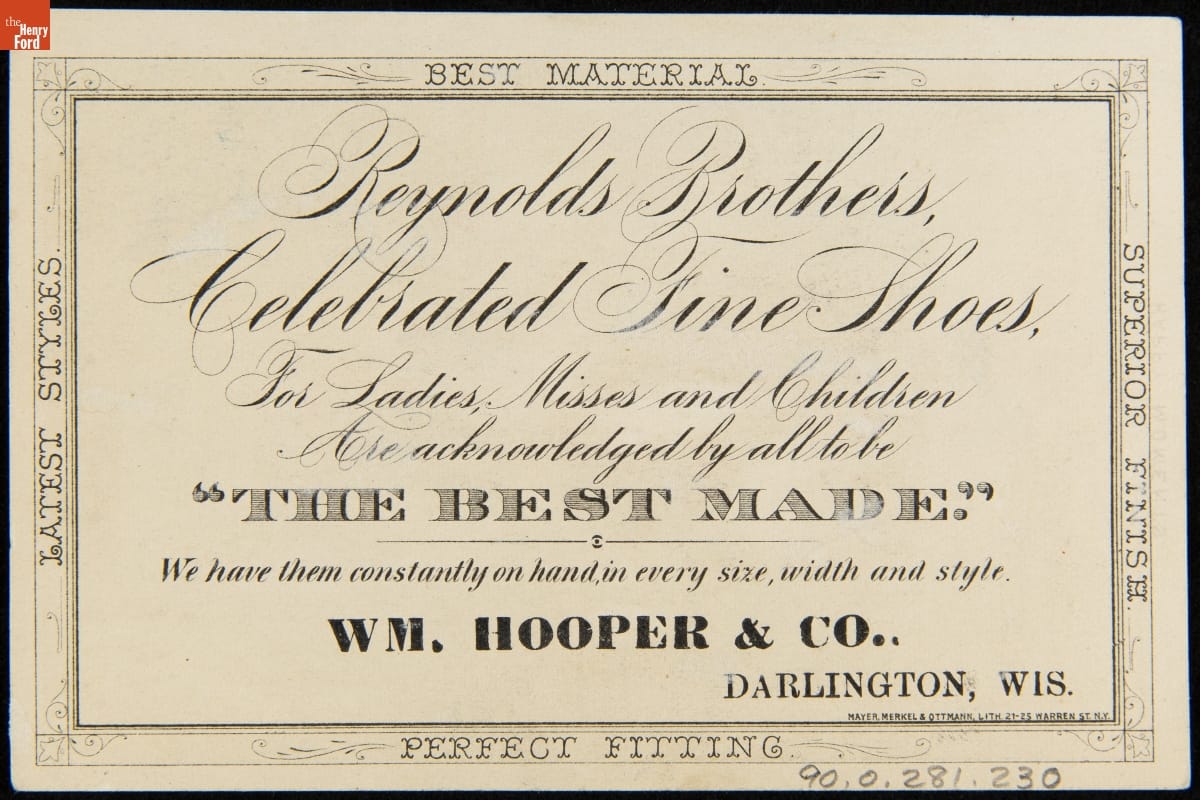 the
Henry
Ford
BEST MATERIAL.
LATEST STYLES.
SUPERIOR FINISH.
Reynolds Brothers,
Celebrated Fine Shoes,
For Ladies, Misses and Children
Are acknowledged by all to be
"THE BEST MADE."
We have them constantly on hand, in every size, width and style.
WM. HOOPER & CO..
DARLINGTON, WIS.
MAYER, MERKEL & OTTMANN, LITH. 21-25 WARREN ST. N.Y.
PERFECT FITTING.
90.0.281.230